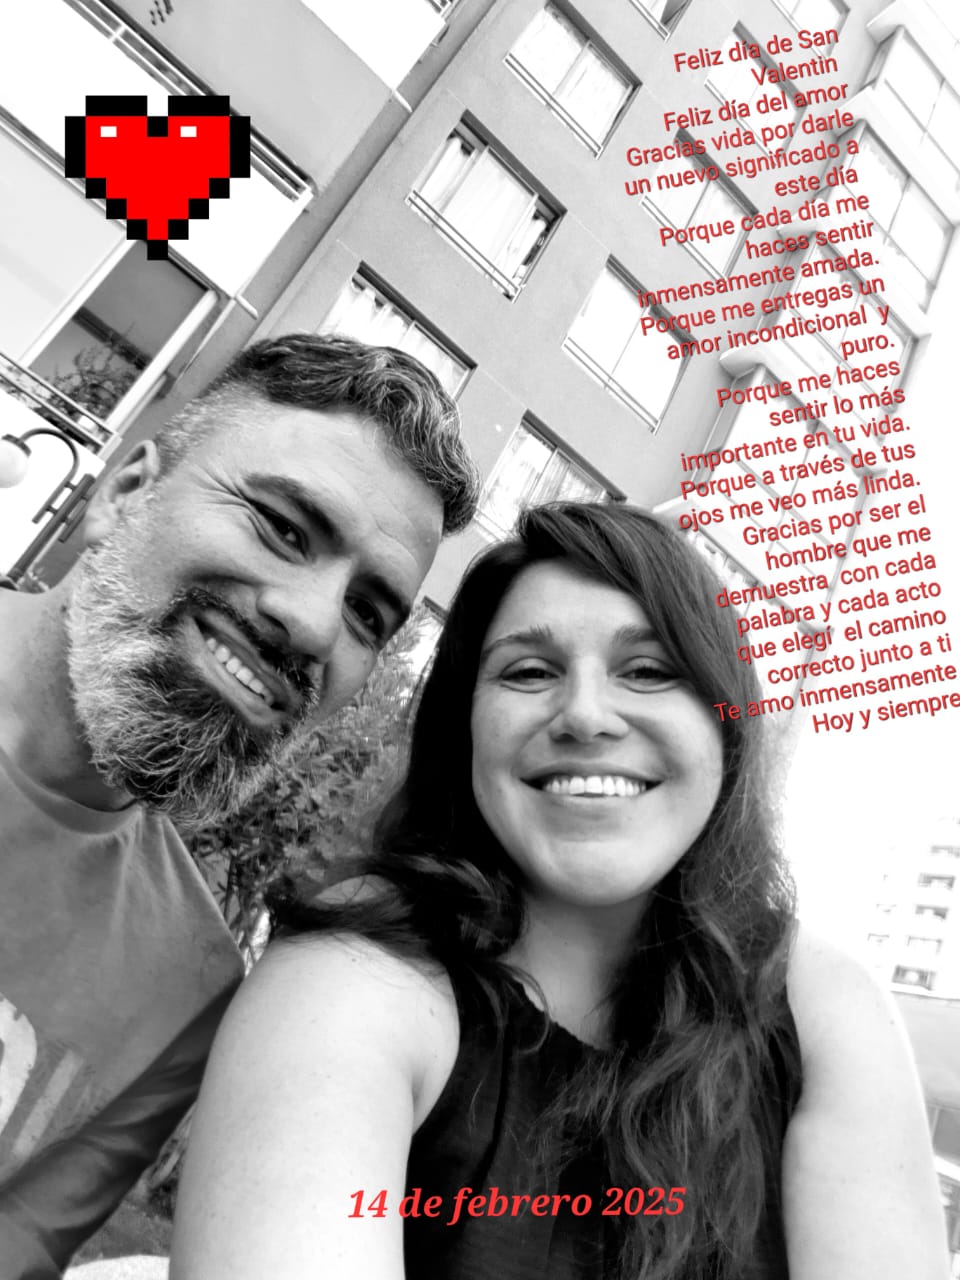 Feliz día de San
Valentin
Feliz día del amor
Gracias vida por darle
un nuevo significado a
este día
Porque cada día me
haces sentir
inmensamente amada.
Porque me entregas un
amor incondicional y
puro.
Porque me haces
sentir lo más
importante en tu vida.
Porque a través de tus
ojos me veo más linda.
Gracias por ser el
hombre que me
demuestra con cada
palabra y cada acto
que elegí el camino
correcto junto a ti
Te amo inmensamente
Hoy y siempre
14 de febrero 2025